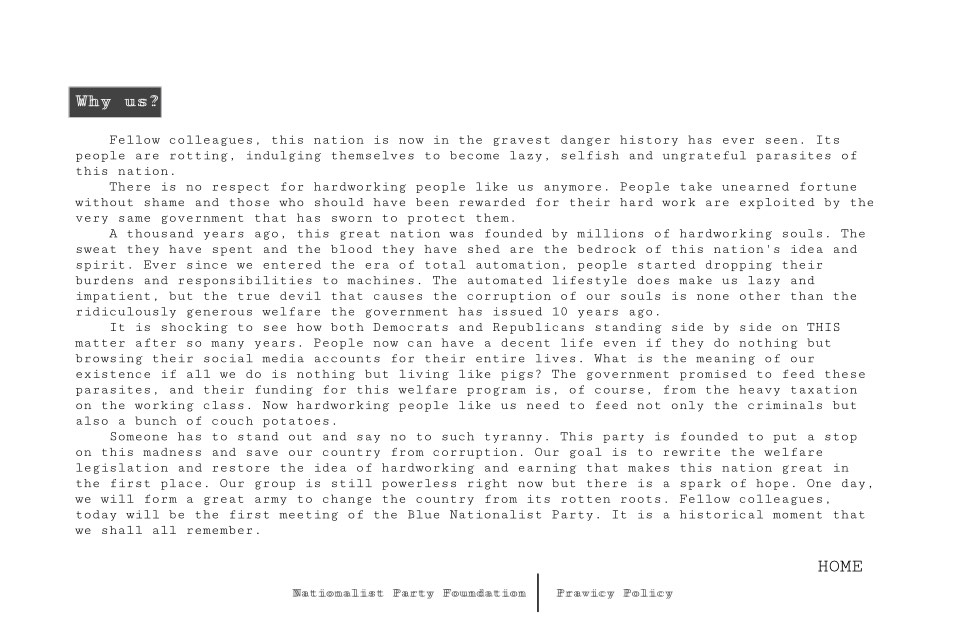 Why us?
Fellow colleagues, this nation is now in the gravest danger history has ever seen. Its
people are rotting, indulging themselves to become lazy, selfish and ungrateful parasites of
this nation.
There is no respect for hardworking people like us anymore. People take unearned fortune
without shame and those who should have been rewarded for their hard work are exploited by the
very same government that has sworn to protect them.
A thousand years ago, this great nation was founded by millions of hardworking souls. The
sweat they have spent and the blood they have shed are the bedrock of this nation's idea and
spirit. Ever since we entered the era of total automation, people started dropping their
burdens and responsibilities to machines. The automated lifestyle does make us lazy and
impatient, but the true devil that causes the corruption of our souls is none other than the
ridiculously generous welfare the government has issued 10 years ago.
It is shocking to see how both Democrats and Republicans standing side by side on THIS
matter after so many years. People now can have a decent life even if they do nothing but
browsing their social media accounts for their entire lives. What is the meaning of our
existence if all we do is nothing but living like pigs? The government promised to feed these
parasites, and their funding for this welfare program is, of course, from the heavy taxation
on the working class. Now hardworking people like us need to feed not only the criminals but
also a bunch of couch potatoes.
Someone has to stand out and say no to such tyranny. This party is founded to put a stop
on this madness and save our country from corruption. Our goal is to rewrite the welfare
legislation and restore the idea of hardworking and earning that makes this nation great in
the first place. Our group is still powerless right now but there is a spark of hope. One day,
we will form a great army to change the country from its rotten roots. Fellow colleagues,
today will be the first meeting of the Blue Nationalist Party. It is a historical moment that
we shall all remember.
HOME
Nationalist Party Foundation
Prawicy Policy